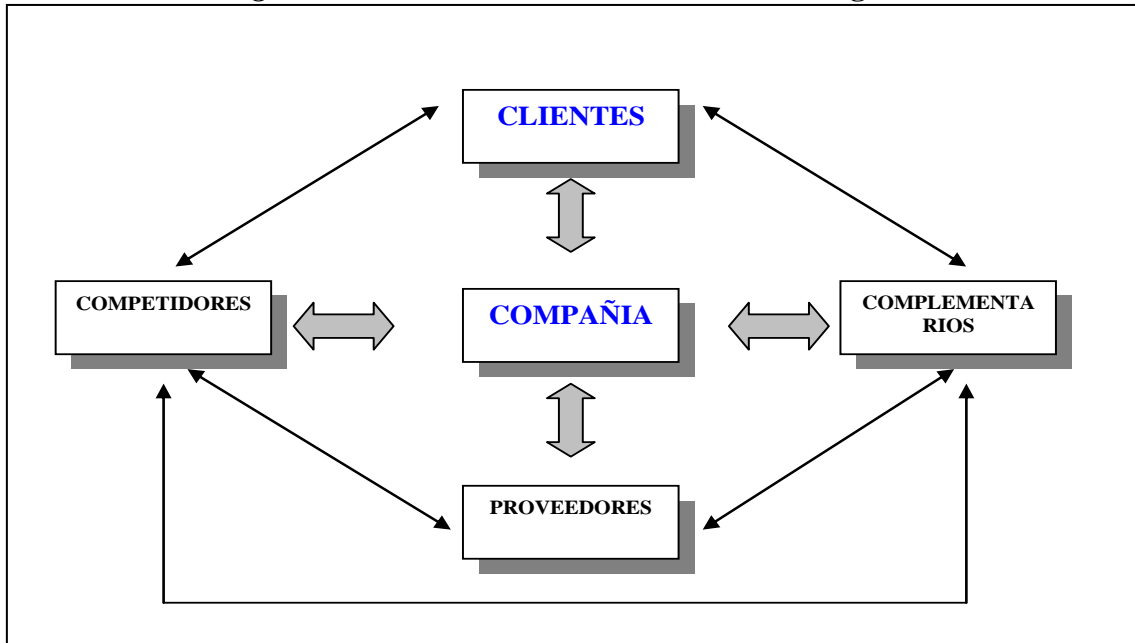 CLIENTES
COMPETIDORES
COMPAÑIA
COMPLEMENTA
RIOS
PROVEEDORES